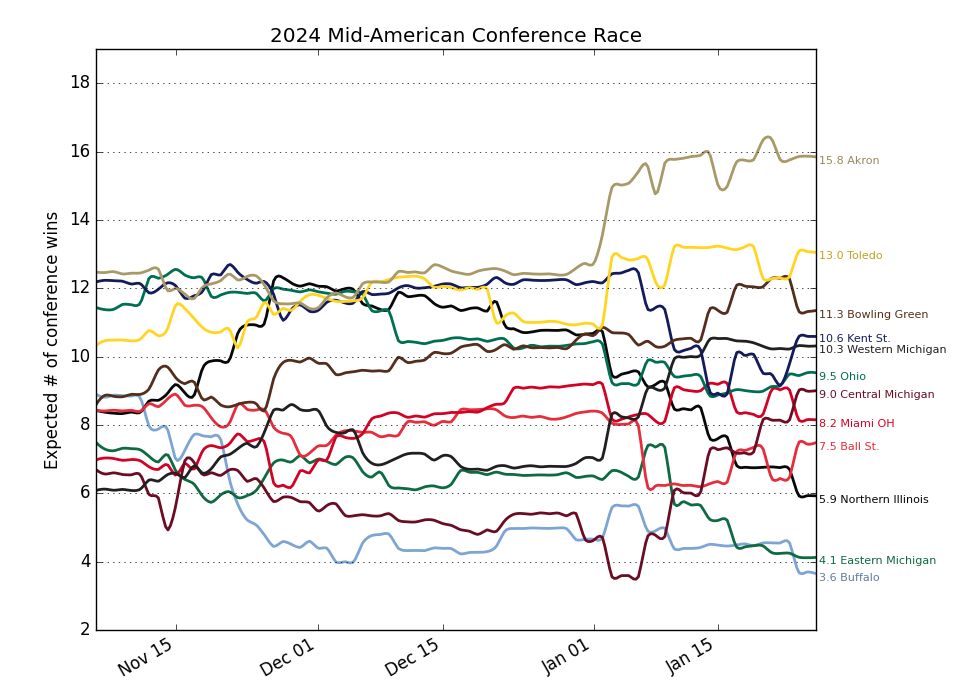 2024 Mid-American Conference Race
Expected # of conference wins
18
16
14
12
10
8
6
4
2
Nov 15
Dec 01
Dec 15
Jan 01
Jan 15
15.8 Akron
13.0 Toledo
11.3 Bowling Green
10.6 Kent St.
10.3 Western Michigan
9.5 Ohio
9.0 Central Michigan
8.2 Miami OH
7.5 Ball St.
5.9 Northern Illinois
4.1 Eastern Michigan
3.6 Buffalo